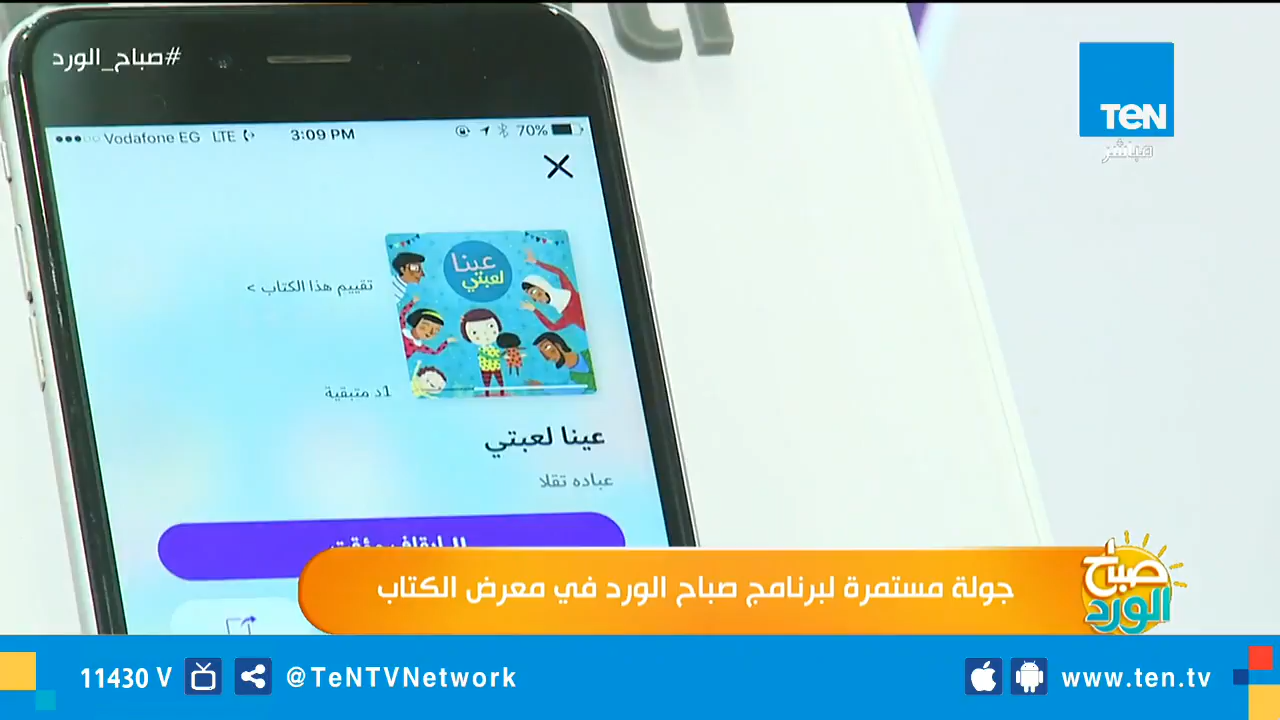 #صباح_الورد
TEN
مباشر
Vodafone EG LTE 3:09 PM 70%
عينا
لعبتي
تقييم هذا الكتاب >
1د متبقية
عينا لعبتي
عباده تقلا
جولة مستمرة لبرنامج صباح الورد في معرض الكتاب
صباح
الورد
11430 V @TeNTVNetwork www.ten.tv